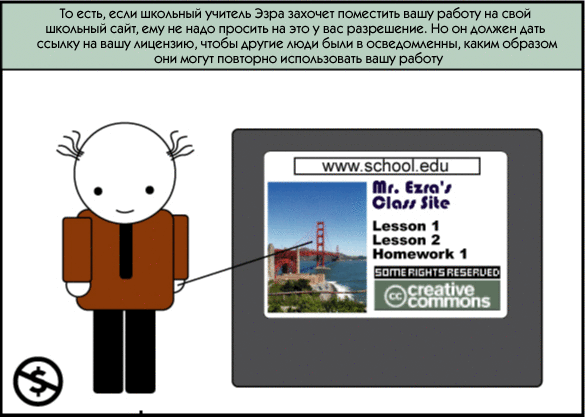 То есть, если школьный учитель Эзра захочет поместить вашу работу на свой
школьный сайт, ему не надо просить на это у вас разрешение. Но он должен дать
ссылку на вашу лицензию, чтобы другие люди были в осведомленны, каким образом
они могут повторно использовать вашу работу
www.school.edu
Mr. Ezra's
Class Site
Lesson 1
Lesson 2
Homework 1
SOME RIGHTS RESERVED
cc creative
commons
$